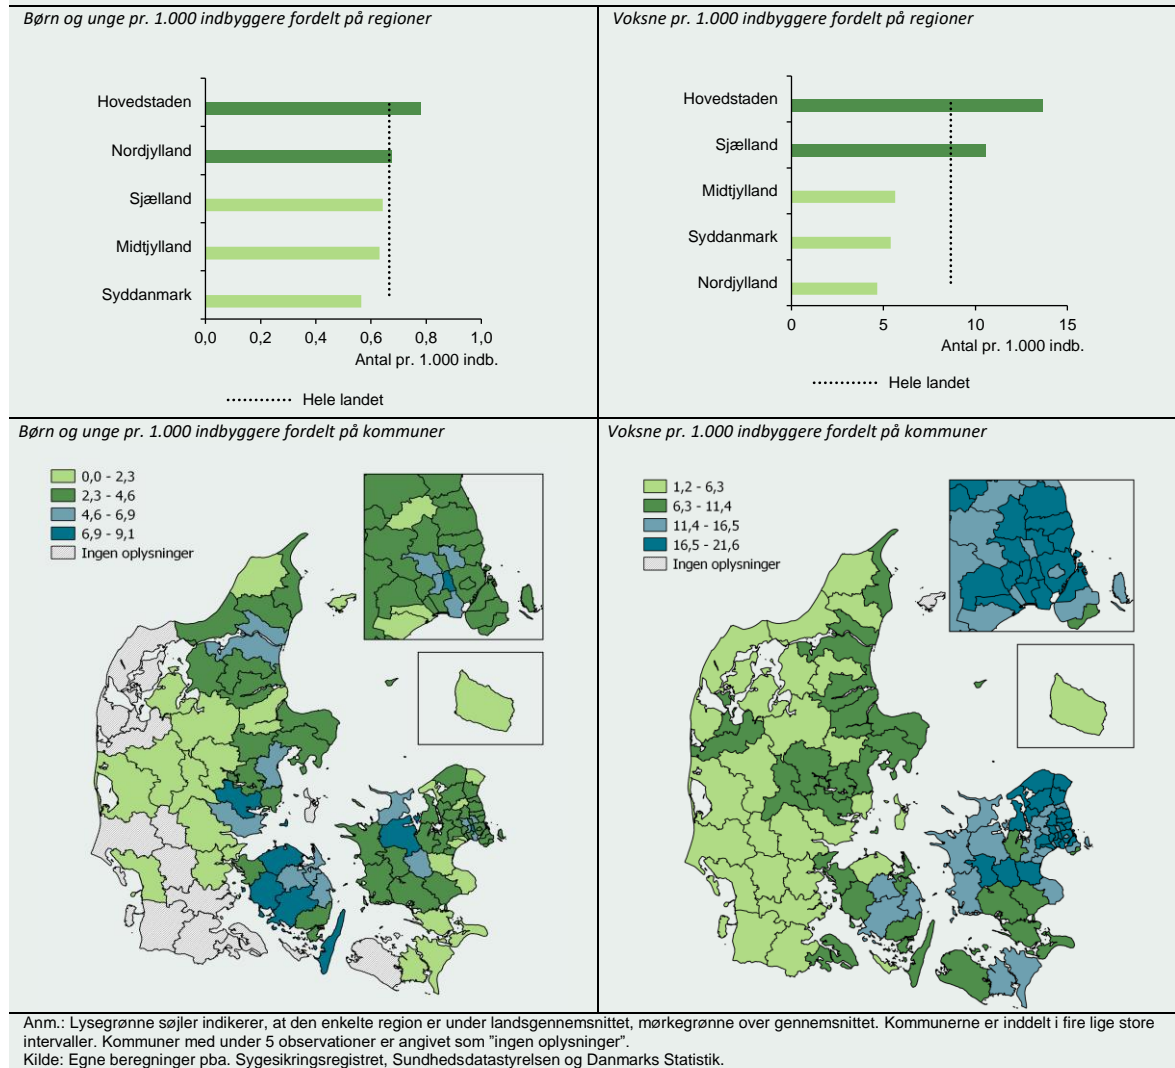 Børn og unge pr. 1.000 indbyggere fordelt på regioner
Hovedstaden
Nordjylland
Sjælland
Midtjylland
Syddanmark
0,0 0,2 0,4 0,6 0,8 1,0
Antal pr. 1.000 indb.
Hele landet
Voksne pr. 1.000 indbyggere fordelt på regioner
Hovedstaden
Sjælland
Midtjylland
Syddanmark
Nordjylland
0 5 10 15
Antal pr. 1.000 indb.
Hele landet
Børn og unge pr. 1.000 indbyggere fordelt på kommuner
0,0 - 2,3
2,3 - 4,6
4,6 - 6,9
6,9 - 9,1
Ingen oplysninger
Voksne pr. 1.000 indbyggere fordelt på kommuner
1,2 - 6,3
6,3 - 11,4
11,4 - 16,5
16,5 - 21,6
Ingen oplysninger
Anm.: Lysegrønne søjler indikerer, at den enkelte region er under landsgennemsnittet, mørkegrønne over gennemsnittet. Kommunerne er inddelt i fire lige store
intervaller. Kommuner med under 5 observationer er angivet som "ingen oplysninger".
Kilde: Egne beregninger pba. Sygesikringsregistret, Sundhedsdatastyrelsen og Danmarks Statistik.